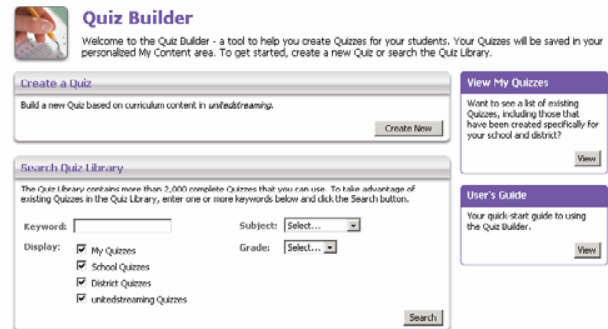 Quiz Builder
Welcome to the Quiz Builder - a tool to help you create Quizzes for your students. Your Quizzes will be saved in your
personalized My Content area. To get started, create a new Quiz or search the Quiz Library.
Create a Quiz
Build a new Quiz based on curriculum content in unitedstreaming.
Create New
Search Quiz Library
The Quiz Library contains more than 2,000 complete Quizzes that you can use. To take advantage of
existing Quizzes in the Quiz Library, enter one or more keywords below and click the Search button.
Keyword:
Subject: Select...
Display:
My Quizzes
Grade: Select...
School Quizzes
District Quizzes
unitedstreaming Quizzes
Search
View My Quizzes
Want to see a list of existing
Quizzes, including those that
have been created specifically for
your school and district?
View
User's Guide
Your quick-start guide to using
the Quiz Builder.
View